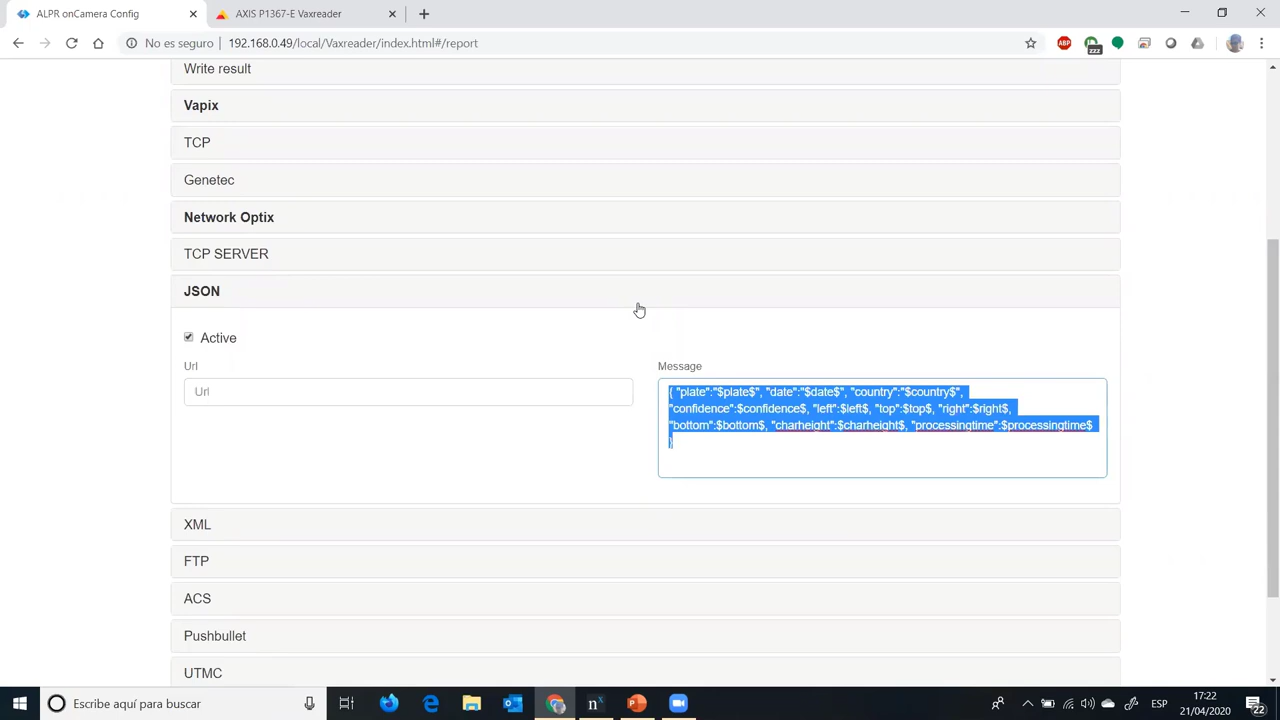 ALPR onCamera Config
AXIS P1367-E Vaxreader
No es seguro
192.168.0.49/local/Vaxreader/index.html#/report
ABP
zzz
Write result
Vapix
TCP
Genetec
Network Optix
TCP SERVER
JSON
Active
Url
Message
Url
{ "plate":"$plate$", "date":"$date$", "country":"$country$",
"confidence":$confidence$, "left":$left$, "top":$top$, "right":$right$,
"bottom":$bottom$, "charheight":$charheight$, "processingtime":$processingtime$
}
XML
FTP
ACS
Pushbullet
UTMC
Escribe aquí para buscar
ESP
17:22
21/04/2020
22